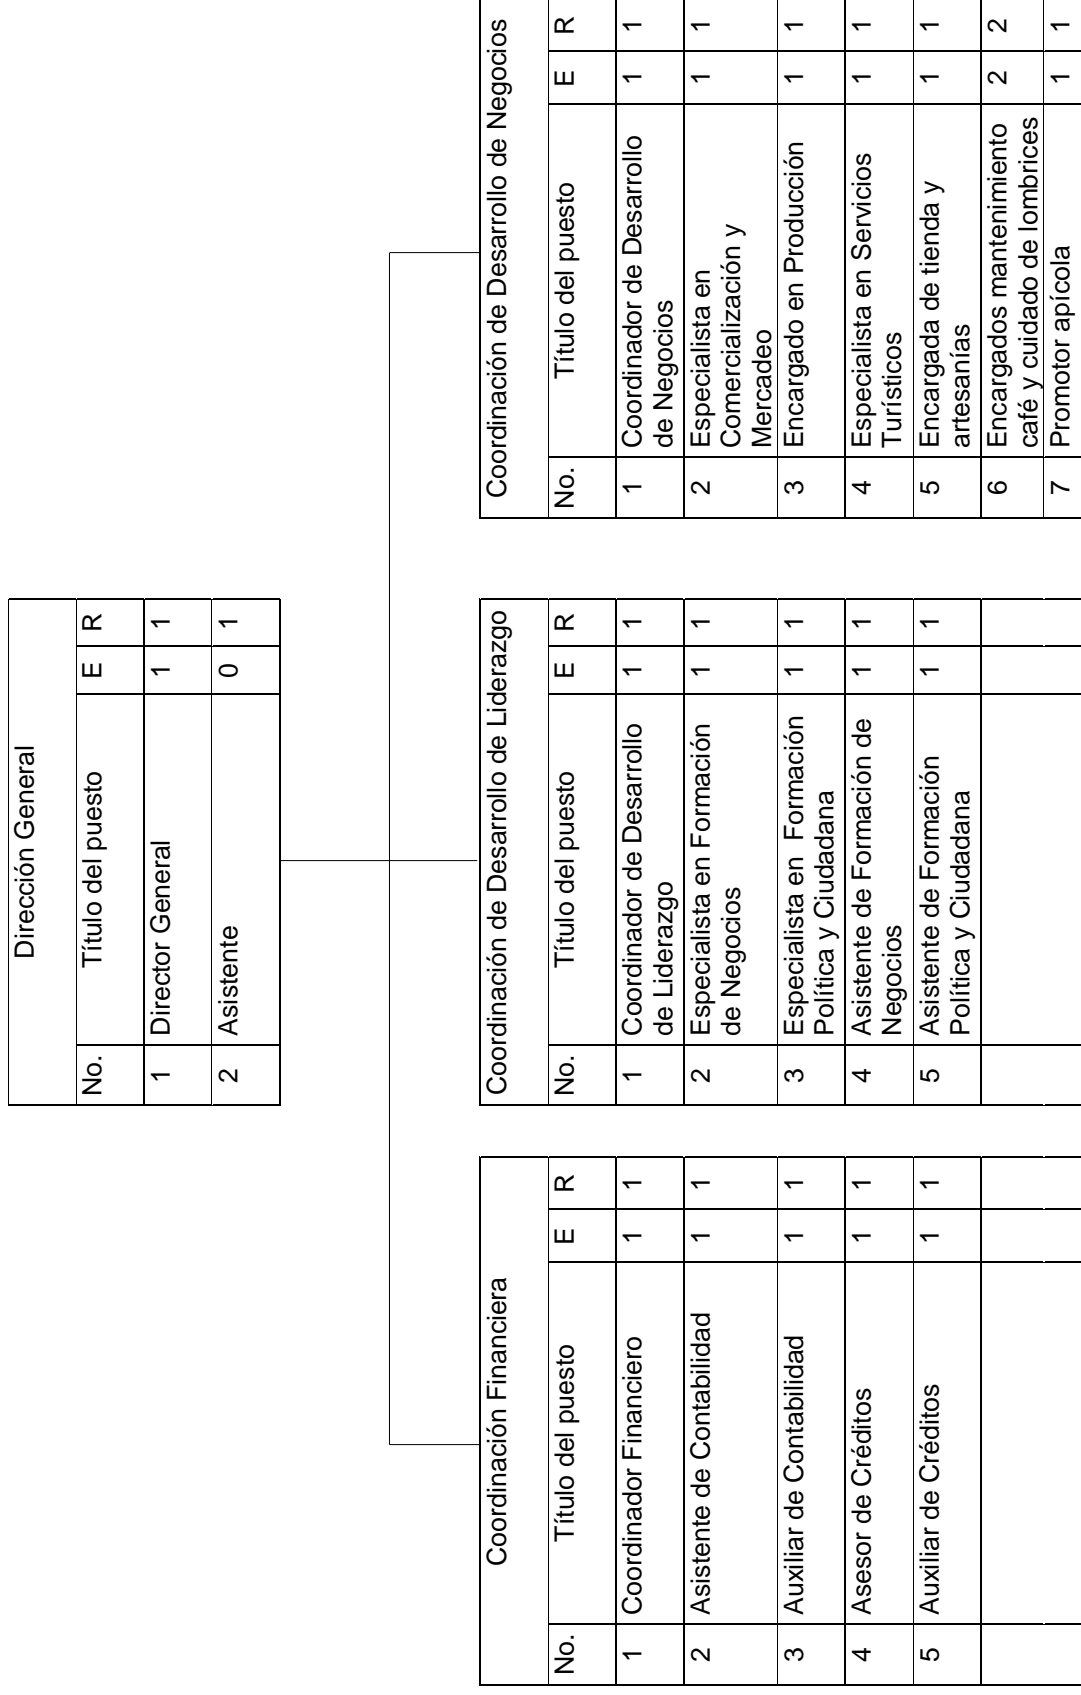 Dirección General
No. Título del puesto E R
1 Director General 1 1
2 Asistente 0 1
Coordinación Financiera
No. Título del puesto E R
1 Coordinador Financiero 1 1
2 Asistente de Contabilidad 1 1
3 Auxiliar de Contabilidad 1 1
4 Asesor de Créditos 1 1
5 Auxiliar de Créditos 1 1
Coordinación de Desarrollo de Liderazgo
No. Título del puesto E R
1 Coordinador de Desarrollo 1 1
de Liderazgo
2 Especialista en Formación 1 1
de Negocios
3 Especialista en Formación 1 1
Política y Ciudadana
4 Asistente de Formación de 1 1
Negocios
5 Asistente de Formación 1 1
Política y Ciudadana
Coordinación de Desarrollo de Negocios
No. Título del puesto E R
1 Coordinador de Desarrollo 1 1
de Negocios
2 Especialista en 1 1
Comercialización y
Mercadeo
3 Encargado en Producción 1 1
4 Especialista en Servicios 1 1
Turísticos
5 Encargada de tienda y 1 1
artesanías
6 Encargados mantenimiento 2 2
café y cuidado de lombrices
7 Promotor apícola 1 1